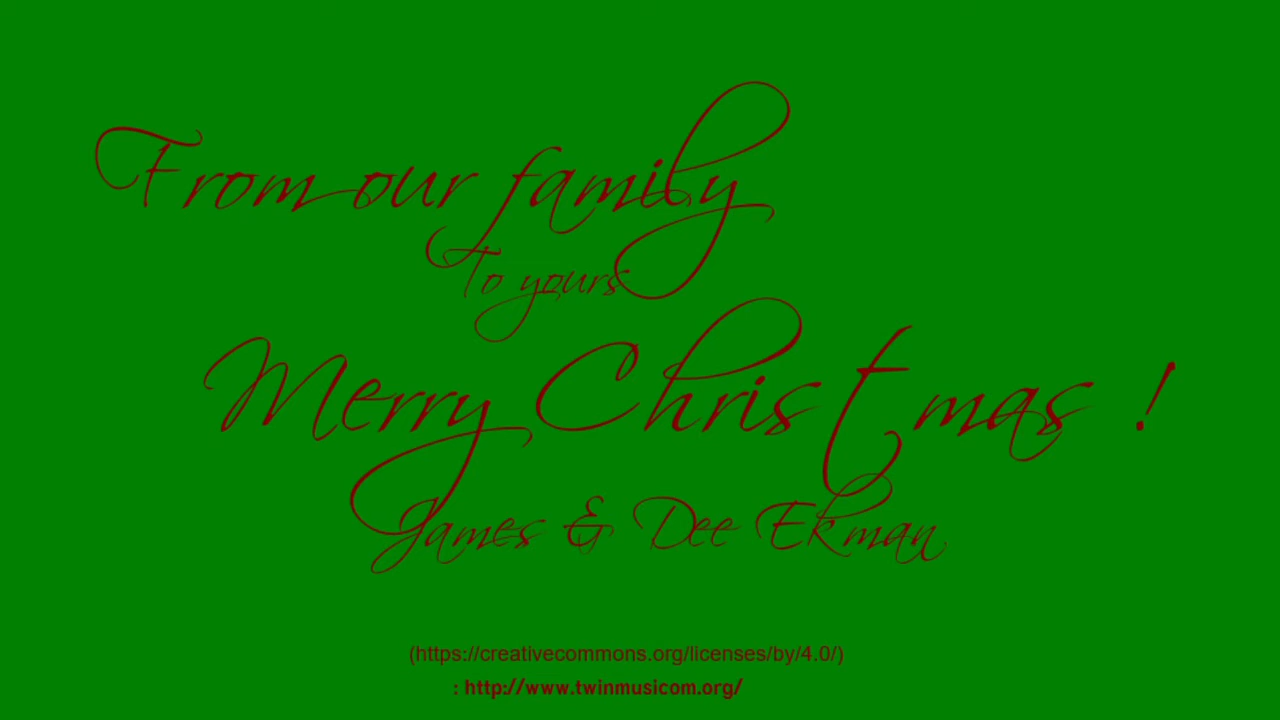 From our family
To yours
Merry Christmas !
James & Dee Ekman
(https://creativecommons.org/licenses/by/4.0/)
: http://www.twinmusicom.org/